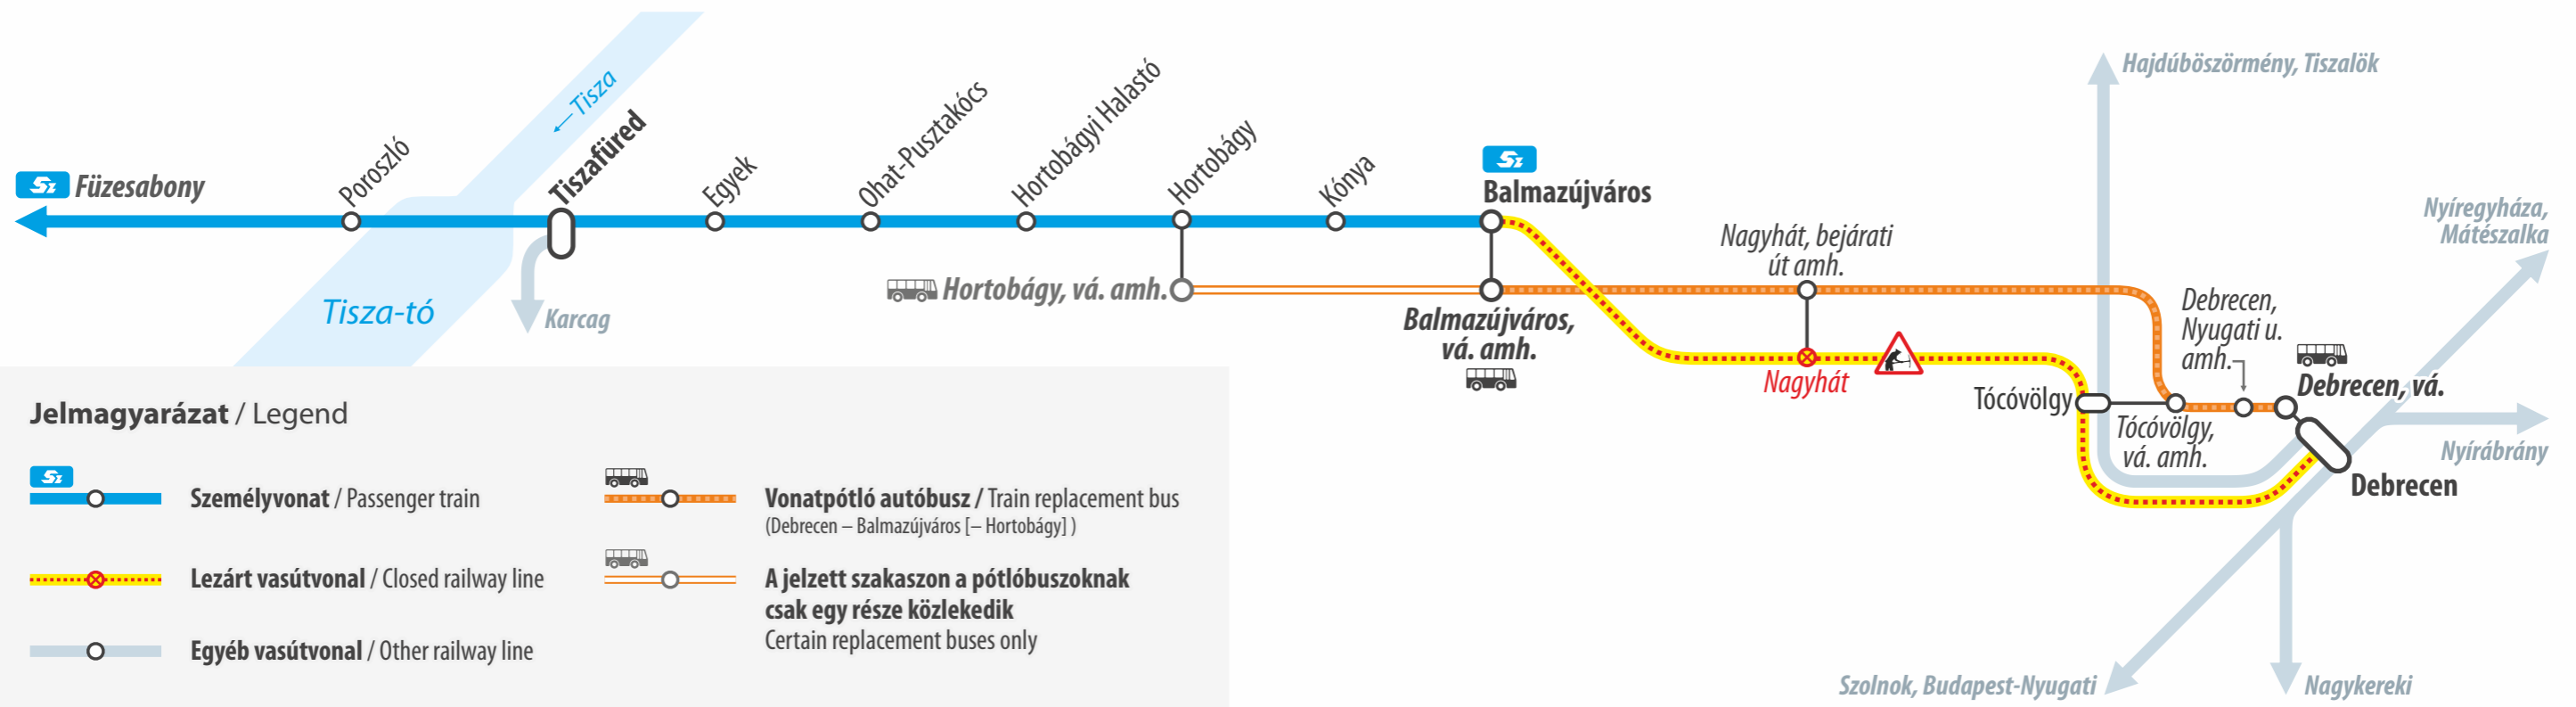 Sz Füzesabony
Poroszló
← Tisza
Tisza-tó
Tiszafüred
Karcag
Egyek
Ohat-Pusztakócs
Hortobágyi Halastó
Hortobágy
Kónya
Sz
Balmazújváros
Hortobágy, vá. amh.
Balmazújváros,
vá. amh.
Nagyhát, bejárati
út amh.
Nagyhát
Hajdúböszörmény, Tiszalök
Nyíregyháza,
Mátészalka
Debrecen,
Nyugati u.
amh.
Debrecen, vá.
Tócóvölgy
Tócóvölgy,
vá. amh.
Nyírábrány
Debrecen
Szolnok, Budapest-Nyugati
Nagykereki
Jelmagyarázat / Legend
Sz
Személyvonat / Passenger train
Lezárt vasútvonal / Closed railway line
Egyéb vasútvonal / Other railway line
Vonatpótló autóbusz / Train replacement bus
(Debrecen – Balmazújváros [– Hortobágy] )
A jelzett szakaszon a pótlóbuszoknak
csak egy része közlekedik
Certain replacement buses only